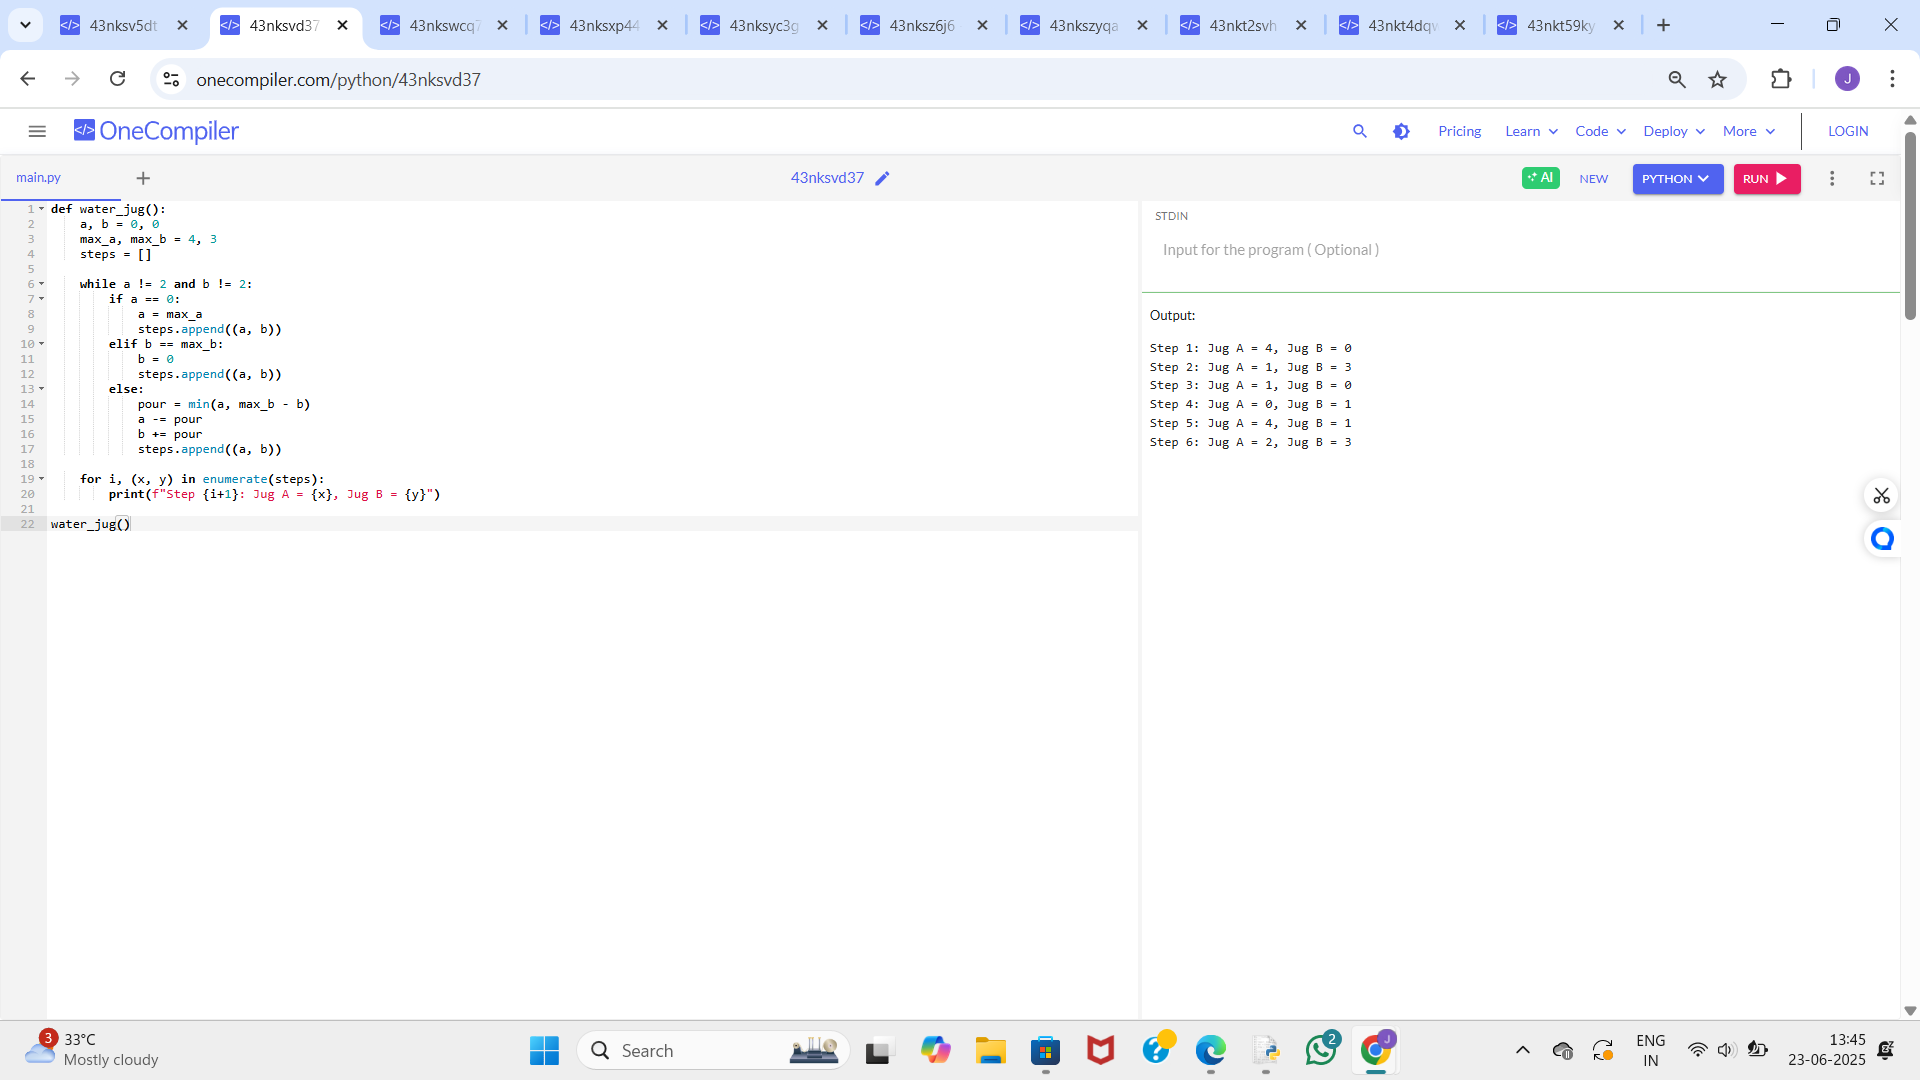 43nksv5dt
43nksvd37
43nkswcq7
43nksxp44
43nksyc3g
43nksz6j6
43nkszyqa
43nkt2svh
43nkt4dqw
43nkt59ky
onecompiler.com/python/43nksvd37
J
</> OneCompiler
Pricing
Learn
Code
Deploy
More
LOGIN
main.py
43nksvd37
AI
NEW
PYTHON
RUN
1 def water_jug():
2     a, b = 0, 0
3     max_a, max_b = 4, 3
4     steps = []
5
6     while a != 2 and b != 2:
7         if a == 0:
8             a = max_a
9             steps.append((a, b))
10         elif b == max_b:
11             b = 0
12             steps.append((a, b))
13         else:
14             pour = min(a, max_b - b)
15             a -= pour
16             b += pour
17             steps.append((a, b))
18
19     for i, (x, y) in enumerate(steps):
20         print(f"Step {i+1}: Jug A = {x}, Jug B = {y}")
21
22 water_jug()
STDIN
Input for the program ( Optional )
Output:
Step 1: Jug A = 4, Jug B = 0
Step 2: Jug A = 1, Jug B = 3
Step 3: Jug A = 1, Jug B = 0
Step 4: Jug A = 0, Jug B = 1
Step 5: Jug A = 4, Jug B = 1
Step 6: Jug A = 2, Jug B = 3
3
33°C
Mostly cloudy
Search
2
J
ENG
IN
13:45
23-06-2025